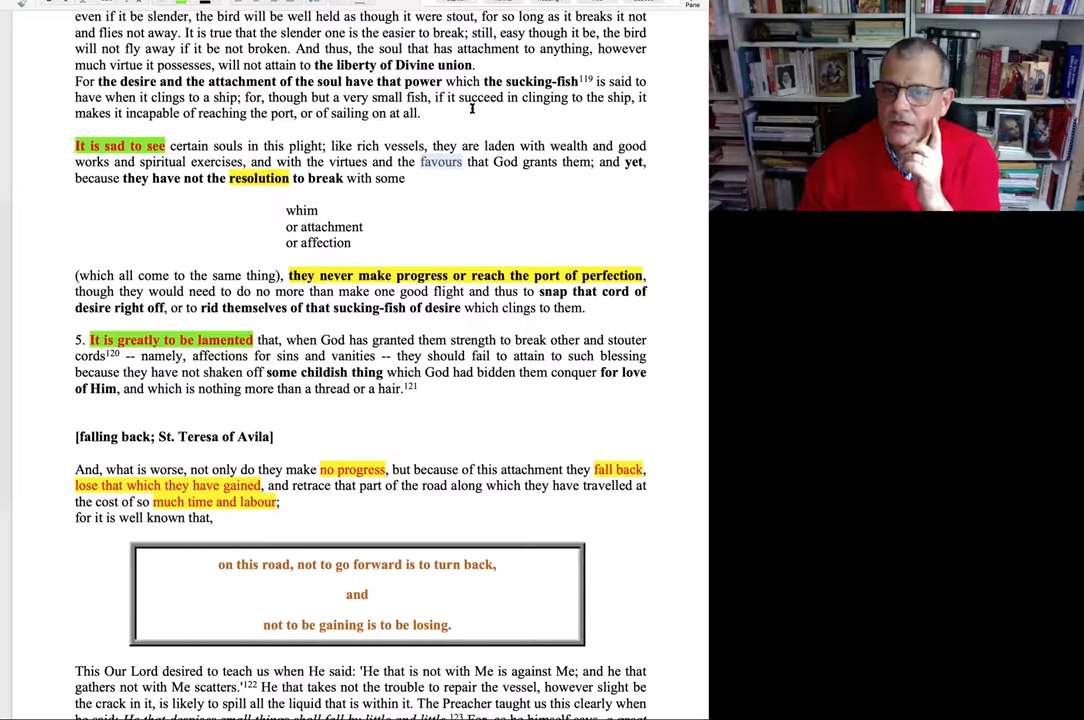 Pane
even if it be slender, the bird will be well held as though it were stout, for so long as it breaks it not
and flies not away. It is true that the slender one is the easier to break; still, easy though it be, the bird
will not fly away if it be not broken. And thus, the soul that has attachment to anything, however
much virtue it possesses, will not attain to the liberty of Divine union.
For the desire and the attachment of the soul have that power which the sucking-fish119 is said to
have when it clings to a ship; for, though but a very small fish, if it succeed in clinging to the ship, it
makes it incapable of reaching the port, or of sailing on at all.
It is sad to see certain souls in this plight; like rich vessels, they are laden with wealth and good
works and spiritual exercises, and with the virtues and the favours that God grants them; and yet,
because they have not the resolution to break with some
whim
or attachment
or affection
(which all come to the same thing), they never make progress or reach the port of perfection,
though they would need to do no more than make one good flight and thus to snap that cord of
desire right off, or to rid themselves of that sucking-fish of desire which clings to them.
5. It is greatly to be lamented that, when God has granted them strength to break other and stouter
cords120 -- namely, affections for sins and vanities -- they should fail to attain to such blessing
because they have not shaken off some childish thing which God had bidden them conquer for love
of Him, and which is nothing more than a thread or a hair.121
[falling back; St. Teresa of Avila]
And, what is worse, not only do they make no progress, but because of this attachment they fall back,
lose that which they have gained, and retrace that part of the road along which they have travelled at
the cost of so much time and labour;
for it is well known that,
on this road, not to go forward is to turn back,
and
not to be gaining is to be losing.
This Our Lord desired to teach us when He said: 'He that is not with Me is against Me; and he that
gathers not with Me scatters.'122 He that takes not the trouble to repair the vessel, however slight be
the crack in it, is likely to spill all the liquid that is within it. The Preacher taught us this clearly when
he said: He that despises small things shall fall by little and little.123 For, as he himself says, a great